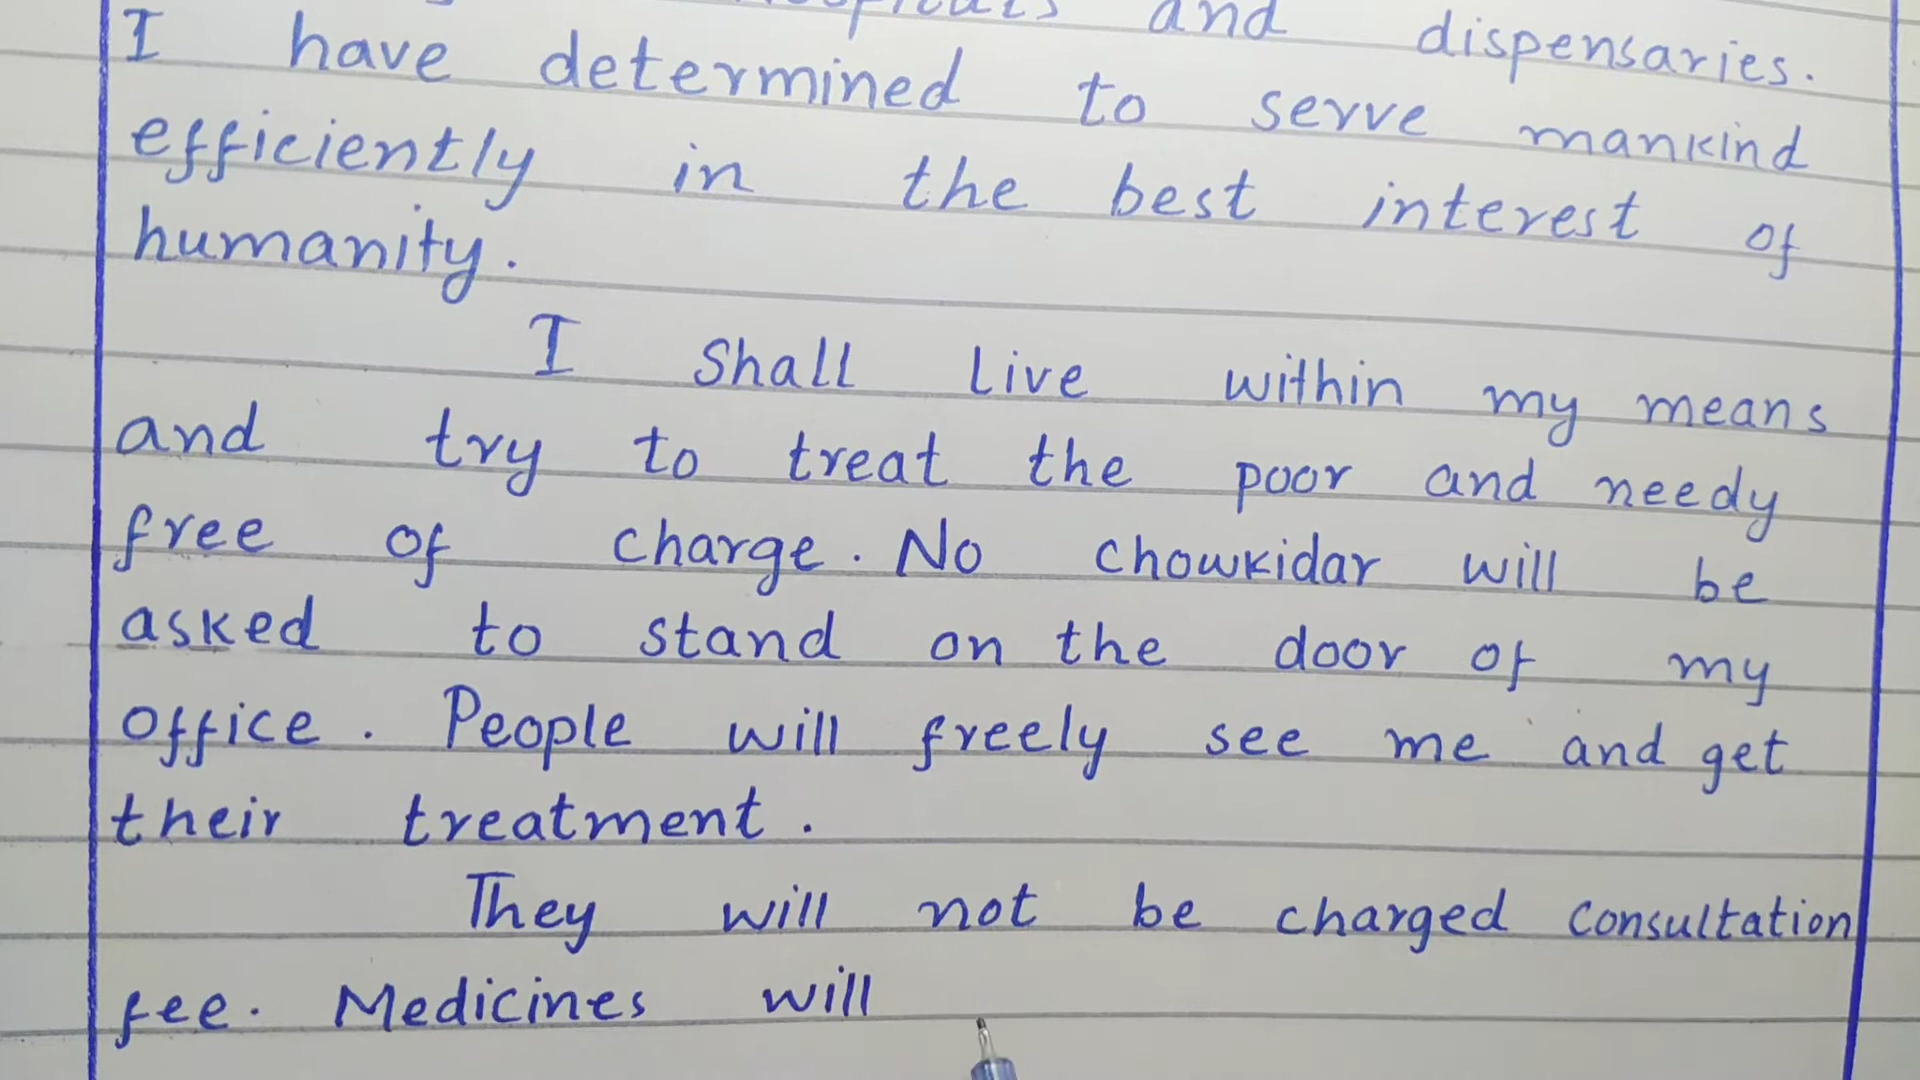 and dispensaries.
I have determined to serve mankind
efficiently in the best interest of
humanity.
I Shall Live within my means
and try to treat the poor and needy
free of charge. No chowkidar will be
asked to stand on the door of my
office. People will freely see me and get
their treatment.
They will not be charged consultation
fee. Medicines will